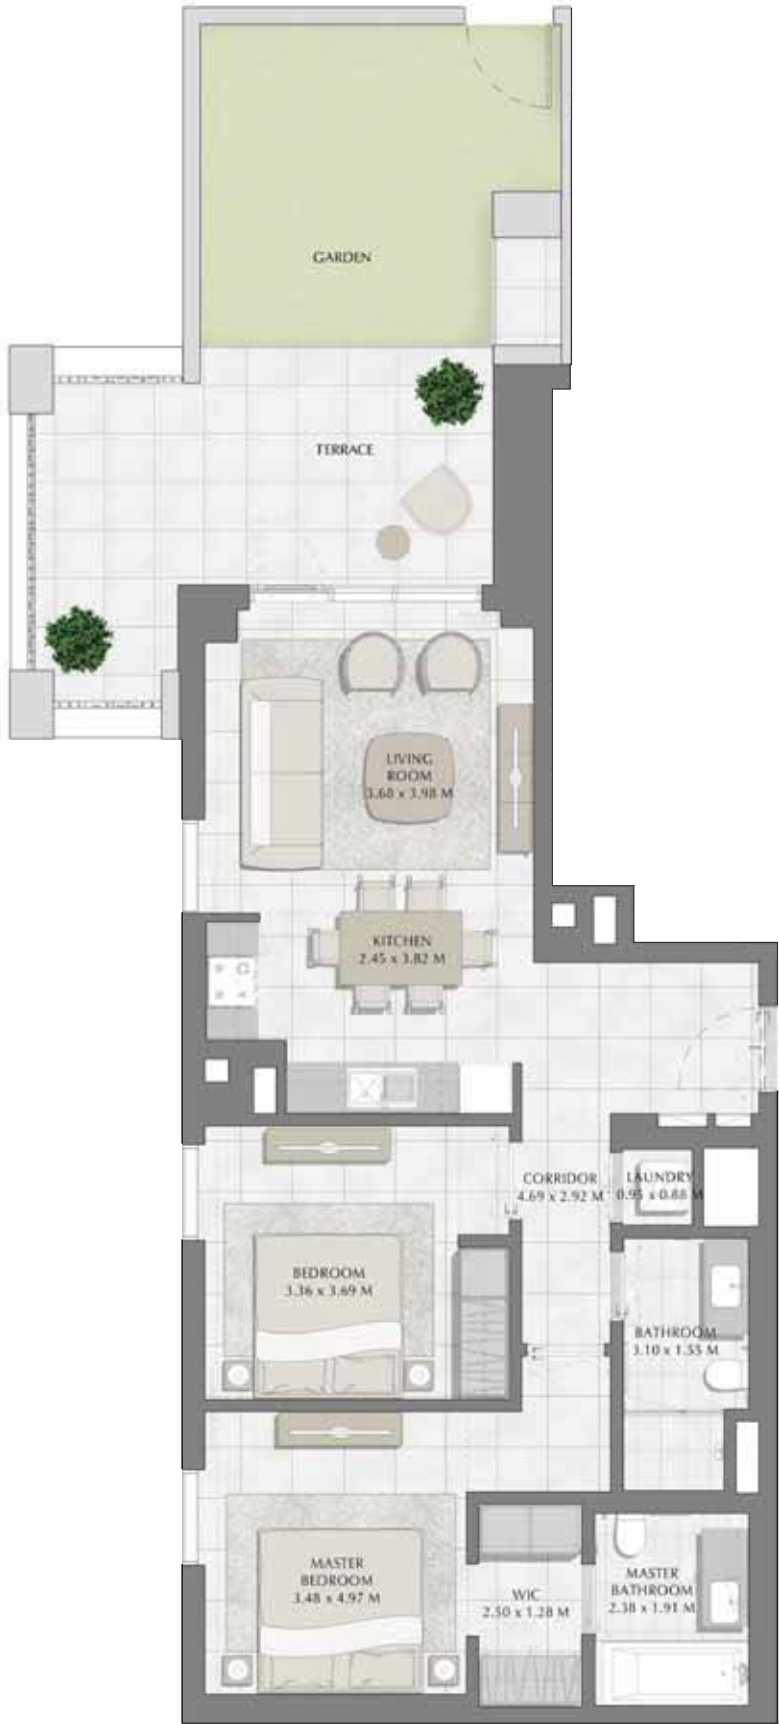 GARDEN
TERRACE
LIVING
ROOM
3.68 x 3.98 M
KITCHEN
2.45 x 3.82 M
CORRIDOR
4.69 x 2.92 M
LAUNDRY
0.95 x 0.88 M
BEDROOM
3.36 x 3.69 M
BATHROOM
3.10 x 1.55 M
MASTER
BEDROOM
3.48 x 4.97 M
WIC
2.50 x 1.28 M
MASTER
BATHROOM
2.38 x 1.91 M